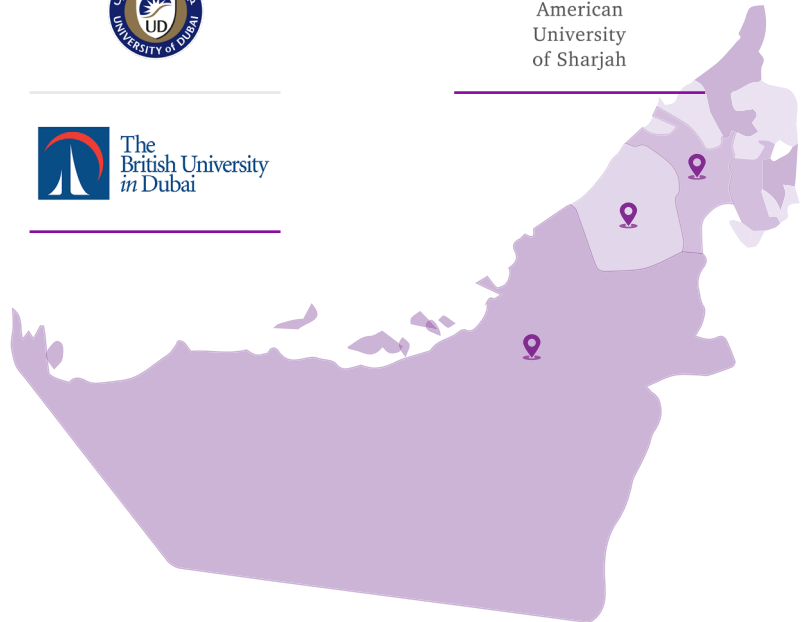 UD
UNIVERSITY of DUBAI
American
University
of Sharjah
The
British University
in Dubai